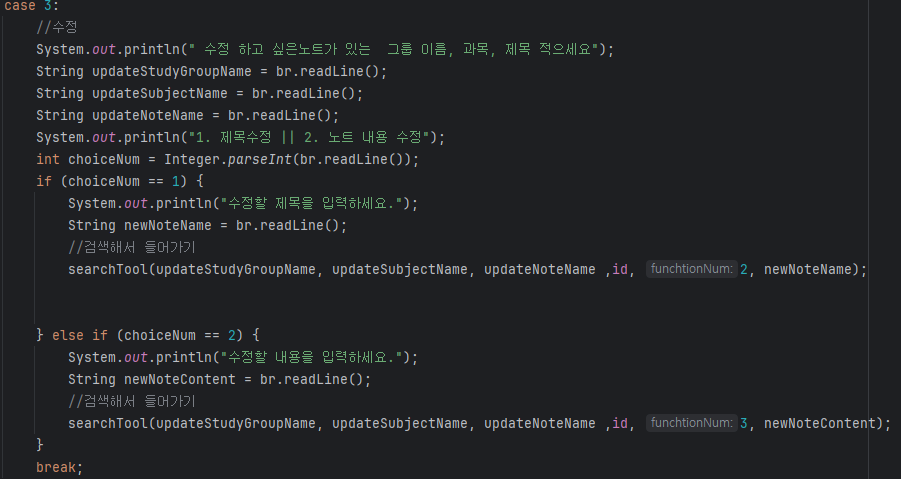 case 3:
//수정
System.out.println(" 수정 하고 싶은노트가 있는  그룹 이름, 과목, 제목 적으세요");
String updateStudyGroupName = br.readLine();
String updateSubjectName = br.readLine();
String updateNoteName = br.readLine();
System.out.println("1. 제목수정 || 2. 노트 내용 수정");
int choiceNum = Integer.parseInt(br.readLine());
if (choiceNum == 1) {
System.out.println("수정할 제목을 입력하세요.");
String newNoteName = br.readLine();
//검색해서 들어가기
searchTool(updateStudyGroupName, updateSubjectName, updateNoteName ,id, funchtionNum: 2, newNoteName);
} else if (choiceNum == 2) {
System.out.println("수정할 내용을 입력하세요.");
String newNoteContent = br.readLine();
//검색해서 들어가기
searchTool(updateStudyGroupName, updateSubjectName, updateNoteName ,id, funchtionNum: 3, newNoteContent);
}
break;